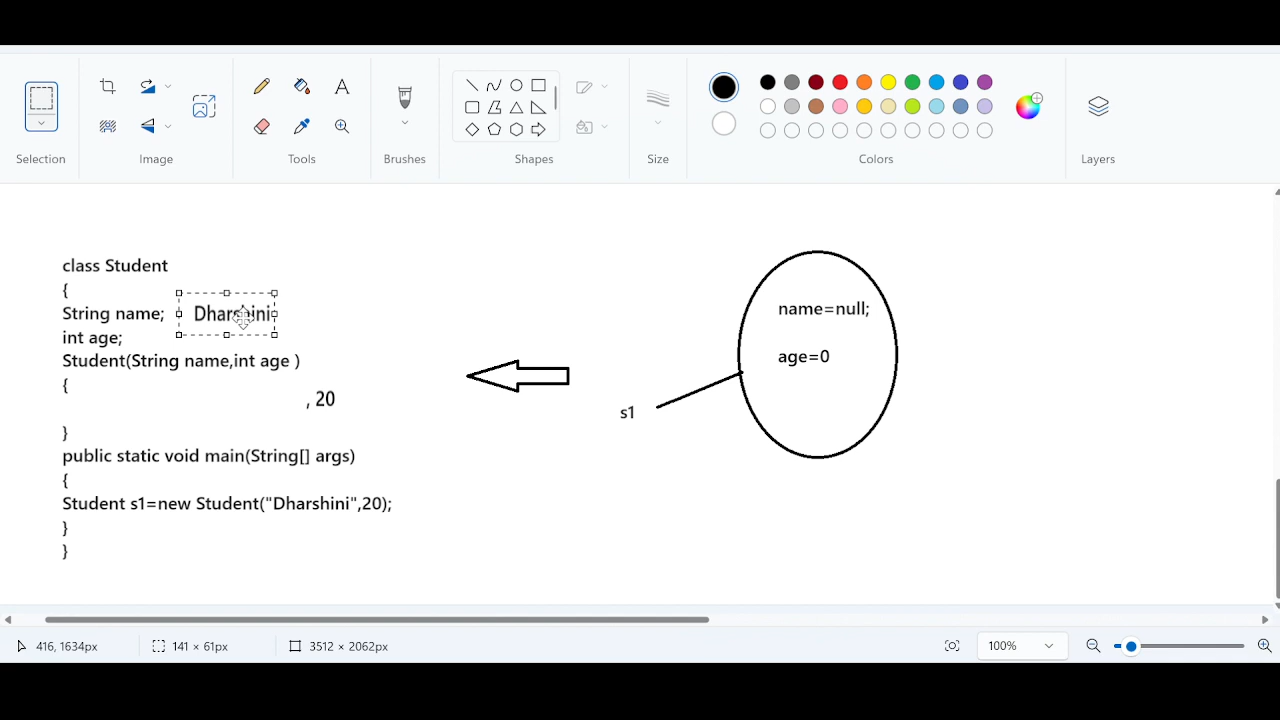 Selection
Image
Tools
Brushes
Shapes
Size
Colors
Layers
A
class Student
{
String name; Dharshini
int age;
Student(String name,int age )
{
, 20
}
public static void main(String[] args)
{
Student s1=new Student("Dharshini",20);
}
}
name=null;
age=0
s1
416, 1634px
141 × 61px
3512 × 2062px
100%